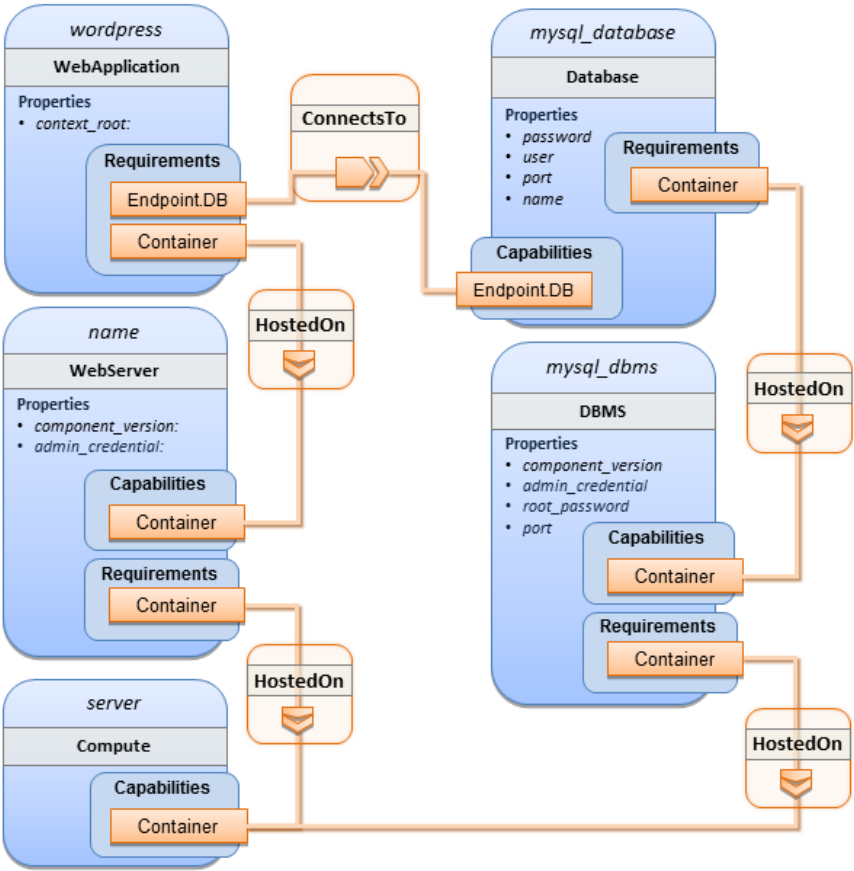 wordpress
WebApplication
Properties
• context_root:
Requirements
Endpoint.DB
Container
ConnectsTo
mysql_database
Database
Properties
• password
• user
• port
• name
Requirements
Container
Capabilities
Endpoint.DB
HostedOn
name
WebServer
Properties
• component_version:
• admin_credential:
Capabilities
Container
Requirements
Container
mysql_dbms
DBMS
Properties
• component_version
• admin_credential
• root_password
• port
Capabilities
Container
Requirements
Container
HostedOn
HostedOn
server
Compute
Capabilities
Container
HostedOn